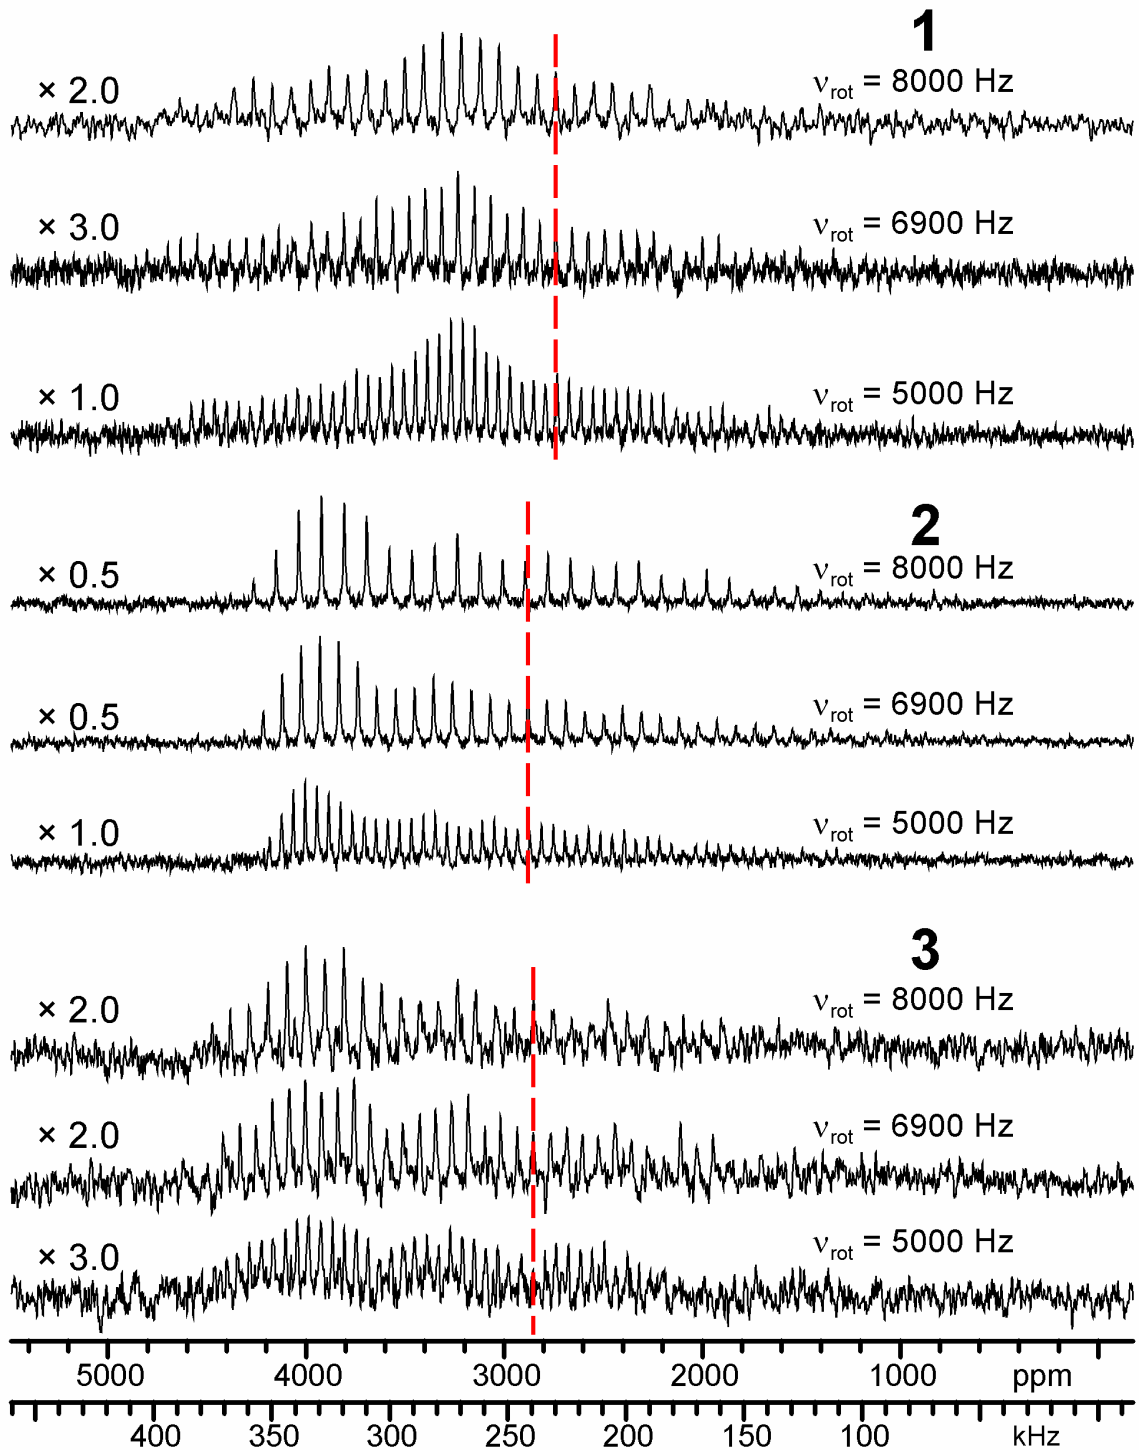 1
× 2.0 νrot = 8000 Hz
× 3.0 νrot = 6900 Hz
× 1.0 νrot = 5000 Hz
2
× 0.5 νrot = 8000 Hz
× 0.5 νrot = 6900 Hz
× 1.0 νrot = 5000 Hz
3
× 2.0 νrot = 8000 Hz
× 2.0 νrot = 6900 Hz
× 3.0 νrot = 5000 Hz
5000 4000 3000 2000 1000 ppm
400 350 300 250 200 150 100 kHz